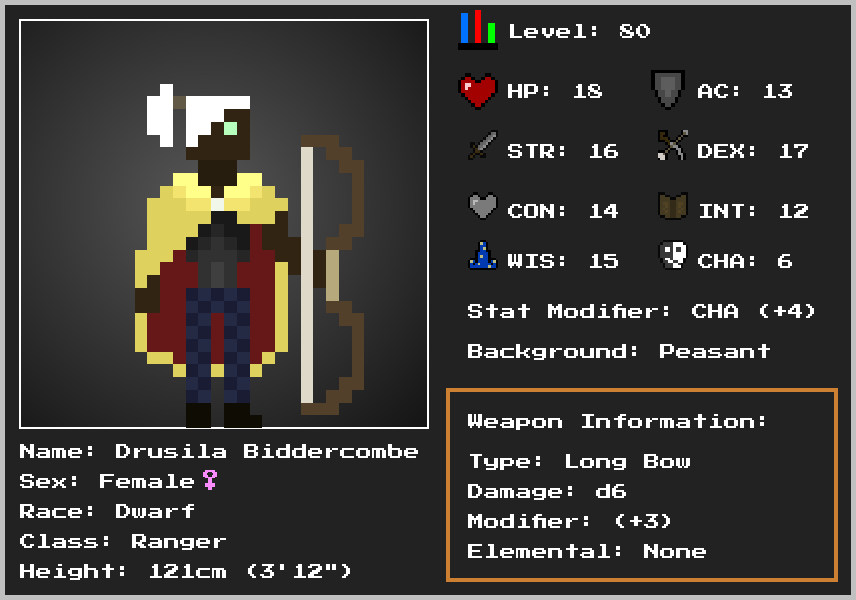 Level: 80
HP: 18
AC: 13
STR: 16
DEX: 17
CON: 14
INT: 12
WIS: 15
CHA: 6
Stat Modifier: CHA (+4)
Background: Peasant
Weapon Information:
Type: Long Bow
Damage: d6
Modifier: (+3)
Elemental: None
Name: Drusila Biddercombe
Sex: Female♀
Race: Dwarf
Class: Ranger
Height: 121cm (3'12")